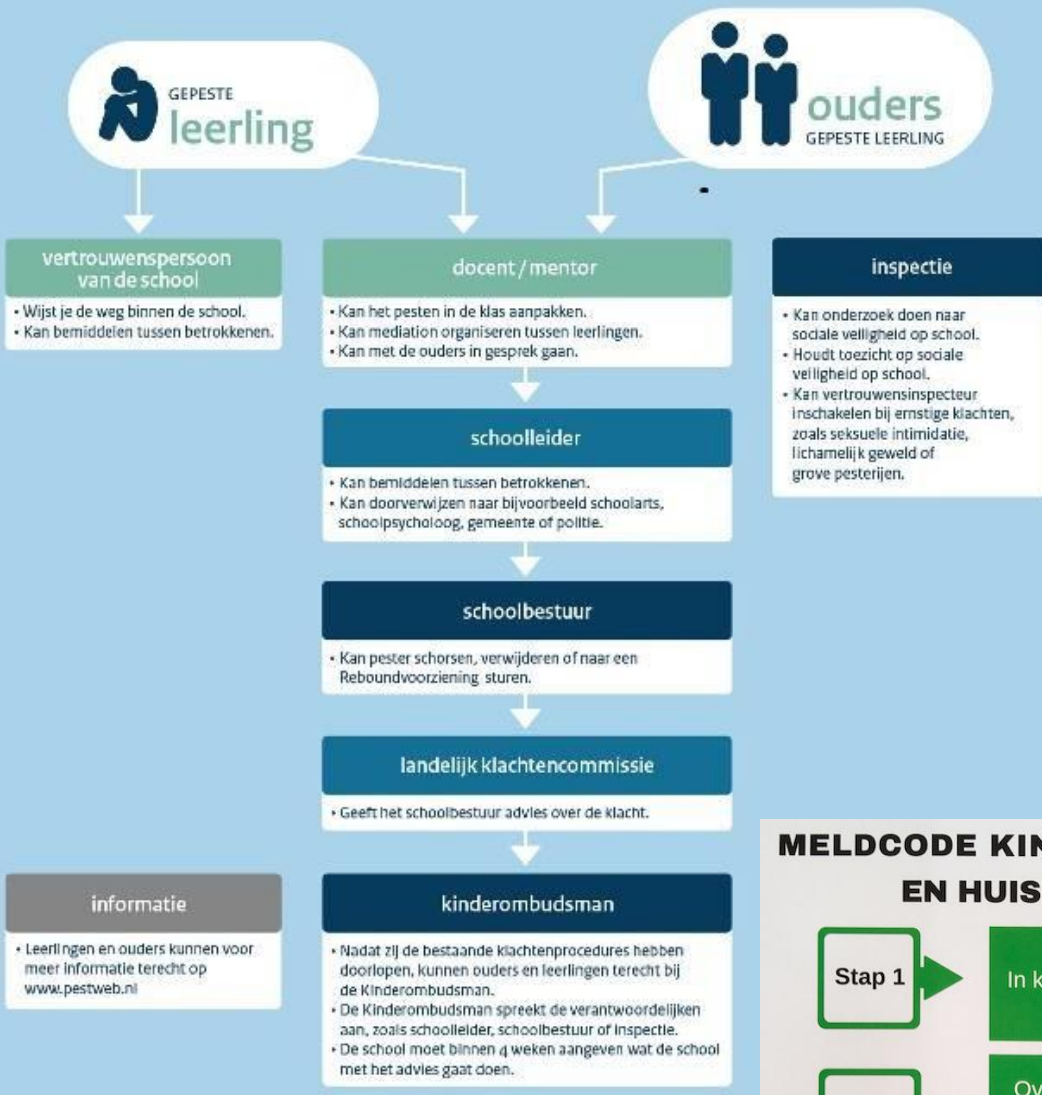 GEPESTE
leerling
ouders
GEPESTE LEERLING
vertrouwenspersoon
van de school
• Wijst je de weg binnen de school.
• Kan bemiddelen tussen betrokkenen.
docent / mentor
• Kan het pesten in de klas aanpakken.
• Kan mediation organiseren tussen leerlingen.
• Kan met de ouders in gesprek gaan.
inspectie
• Kan onderzoek doen naar
sociale veiligheid op school.
• Houdt toezicht op sociale
veiligheid op school.
• Kan vertrouwensinspecteur
inschakelen bij ernstige klachten,
zoals seksuele intimidatie,
lichamelijk geweld of
grove pesterijen.
schoolleider
• Kan bemiddelen tussen betrokkenen.
• Kan doorverwijzen naar bijvoorbeeld schoolarts,
schoolpsycholoog, gemeente of politie.
schoolbestuur
• Kan pester schorsen, verwijderen of naar een
Reboundvoorziening sturen.
landelijk klachtencommissie
• Geeft het schoolbestuur advies over de klacht.
informatie
• Leerlingen en ouders kunnen voor
meer informatie terecht op
www.pestweb.nl
kinderombudsman
• Nadat zij de bestaande klachtenprocedures hebben
doorlopen, kunnen ouders en leerlingen terecht bij
de Kinderombudsman.
• De Kinderombudsman spreekt de verantwoordelijken
aan, zoals schoolleider, schoolbestuur of inspectie.
• De school moet binnen 4 weken aangeven wat de school
met het advies gaat doen.
MELDCODE KIN
EN HUIS
Stap 1
In k
Ov